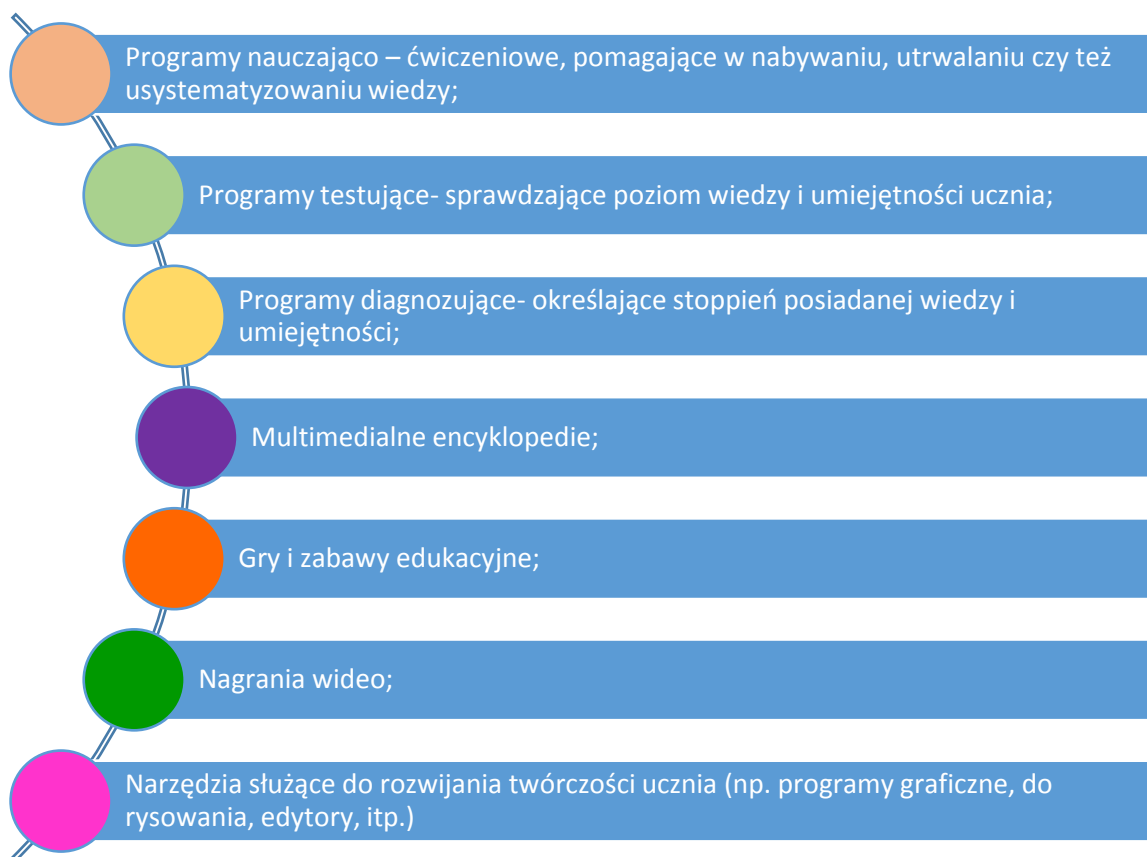 Programy nauczająco – ćwiczeniowe, pomagające w nabywaniu, utrwalaniu czy też
usystematyzowaniu wiedzy;
Programy testujące- sprawdzające poziom wiedzy i umiejętności ucznia;
Programy diagnozujące- określające stoppień posiadanej wiedzy i
umiejętności;
Multimedialne encyklopedie;
Gry i zabawy edukacyjne;
Nagrania wideo;
Narzędzia służące do rozwijania twórczości ucznia (np. programy graficzne, do
rysowania, edytory, itp.)